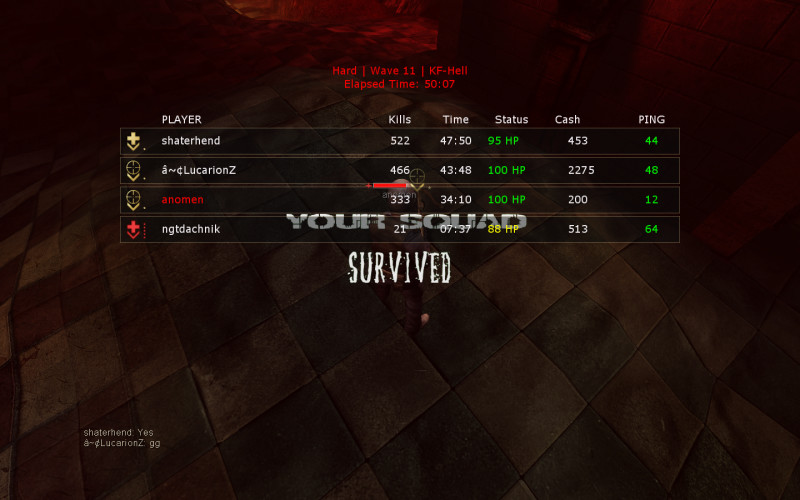 Hard | Wave 11 | KF-Hell
Elapsed Time: 50:07
PLAYER Kills Time Status Cash PING
shaterhend 522 47:50 95 HP 453 44
â~¢LucarionZ 466 43:48 100 HP 2275 48
anomen 333 34:10 100 HP 200 12
YOUR SQUAD
ngtdachnik 21 07:37 88 HP 513 64
SURVIVED
shaterhend: Yes
â~¢LucarionZ: gg